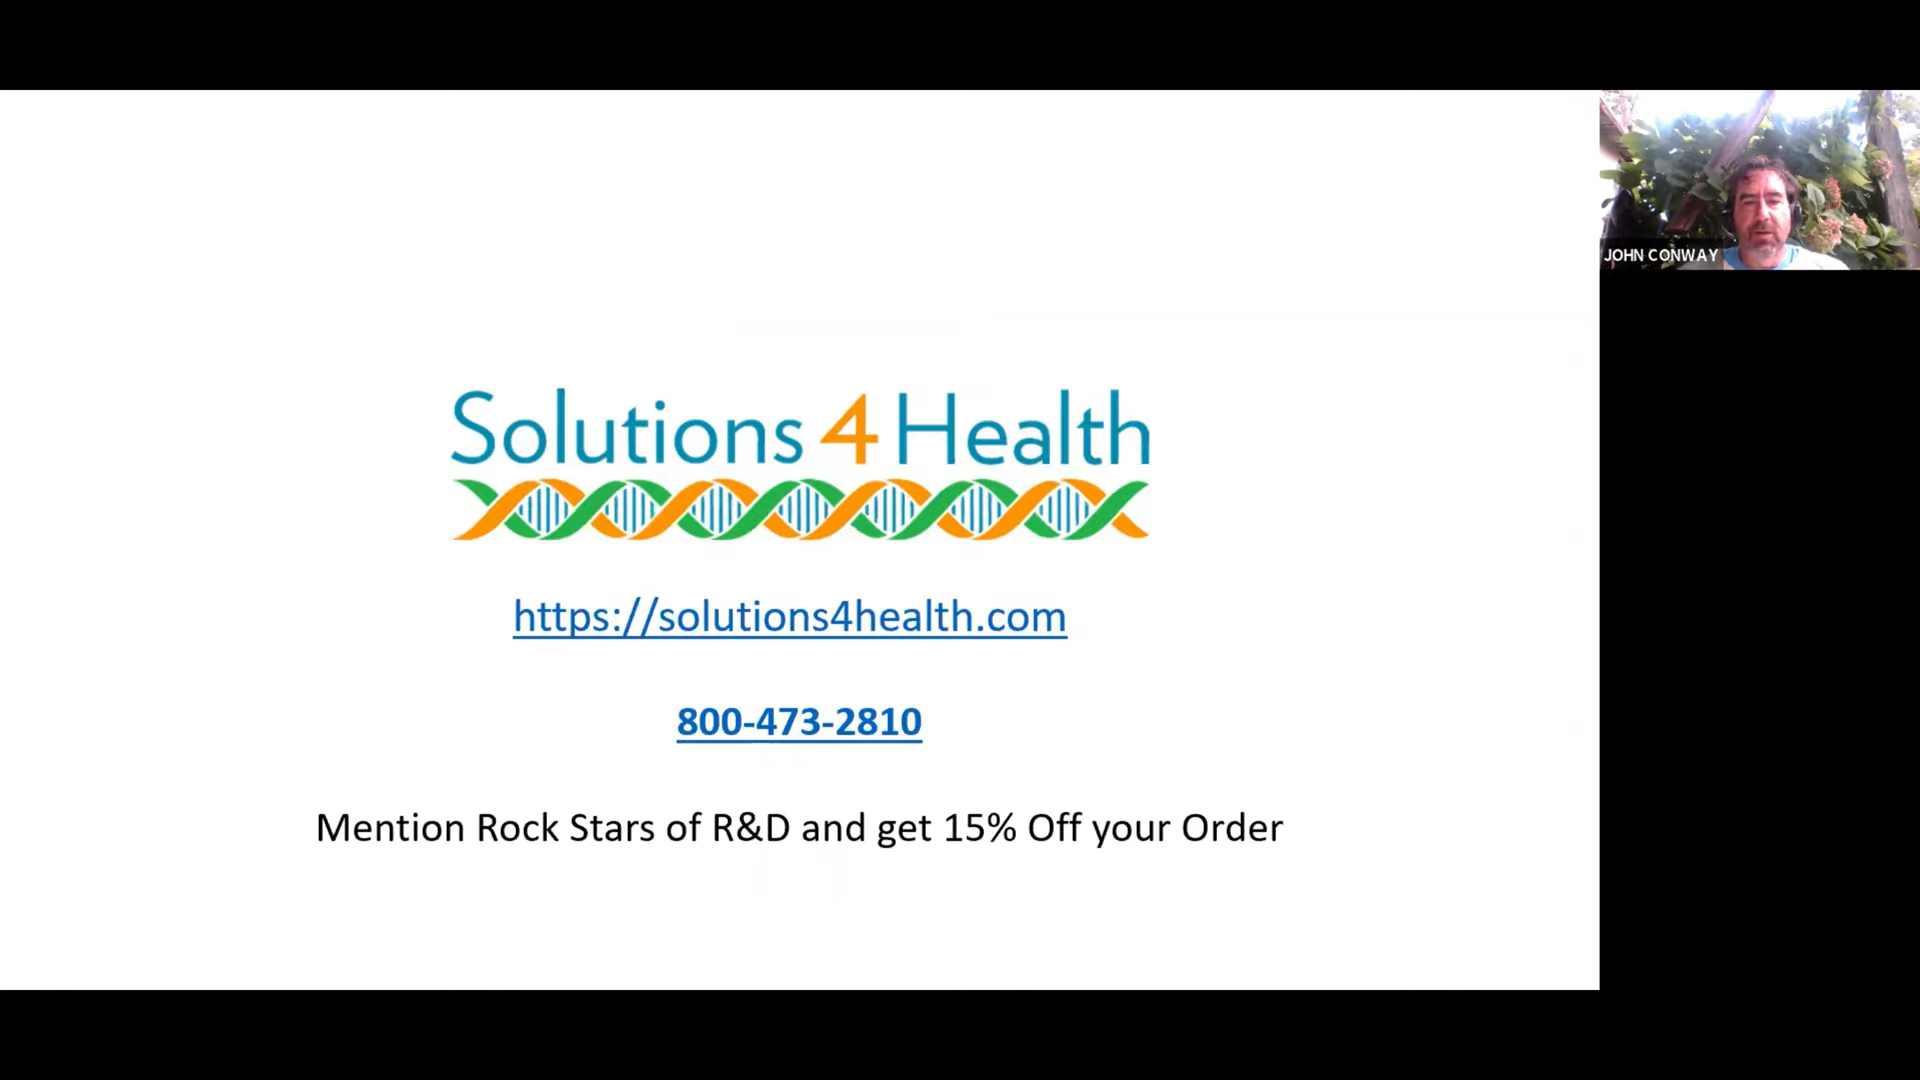 JOHN CONWAY
Solutions 4 Health
https://solutions4health.com
800-473-2810
Mention Rock Stars of R&D and get 15% Off your Order